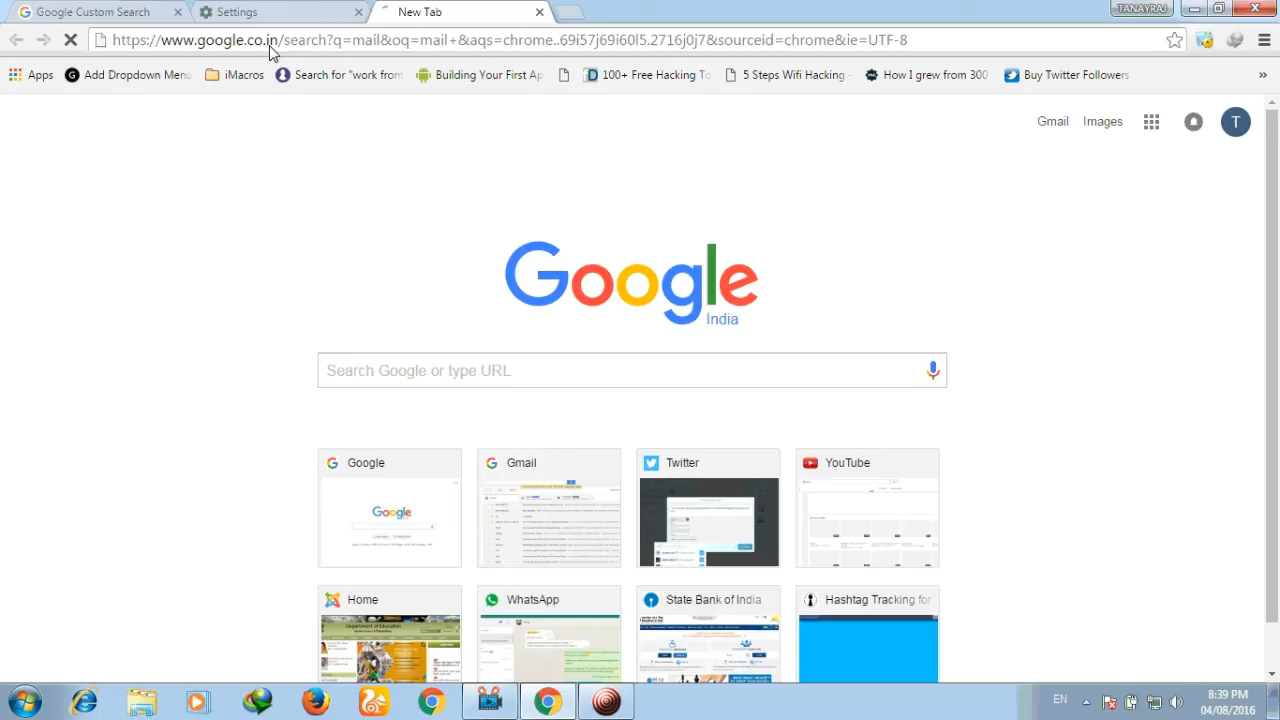 Google Custom Search
Settings
New Tab
TANAYRAJ
https://www.google.co.in/search?q=mail&oq=mail+&aqs=chrome..69i57j69i60l5.2716j0j7&sourceid=chrome&ie=UTF-8
Apps
Add Dropdown Menu
iMacros
Search for "work from
Building Your First Ap
100+ Free Hacking To
5 Steps Wifi Hacking -
How I grew from 300
Buy Twitter Followers
»
Gmail
Images
T
Google
India
Search Google or type URL
Google
Gmail
Twitter
YouTube
Google
Home
WhatsApp
State Bank of India
Hashtag Tracking for
Department of Education
EN
8:39 PM
04/08/2016